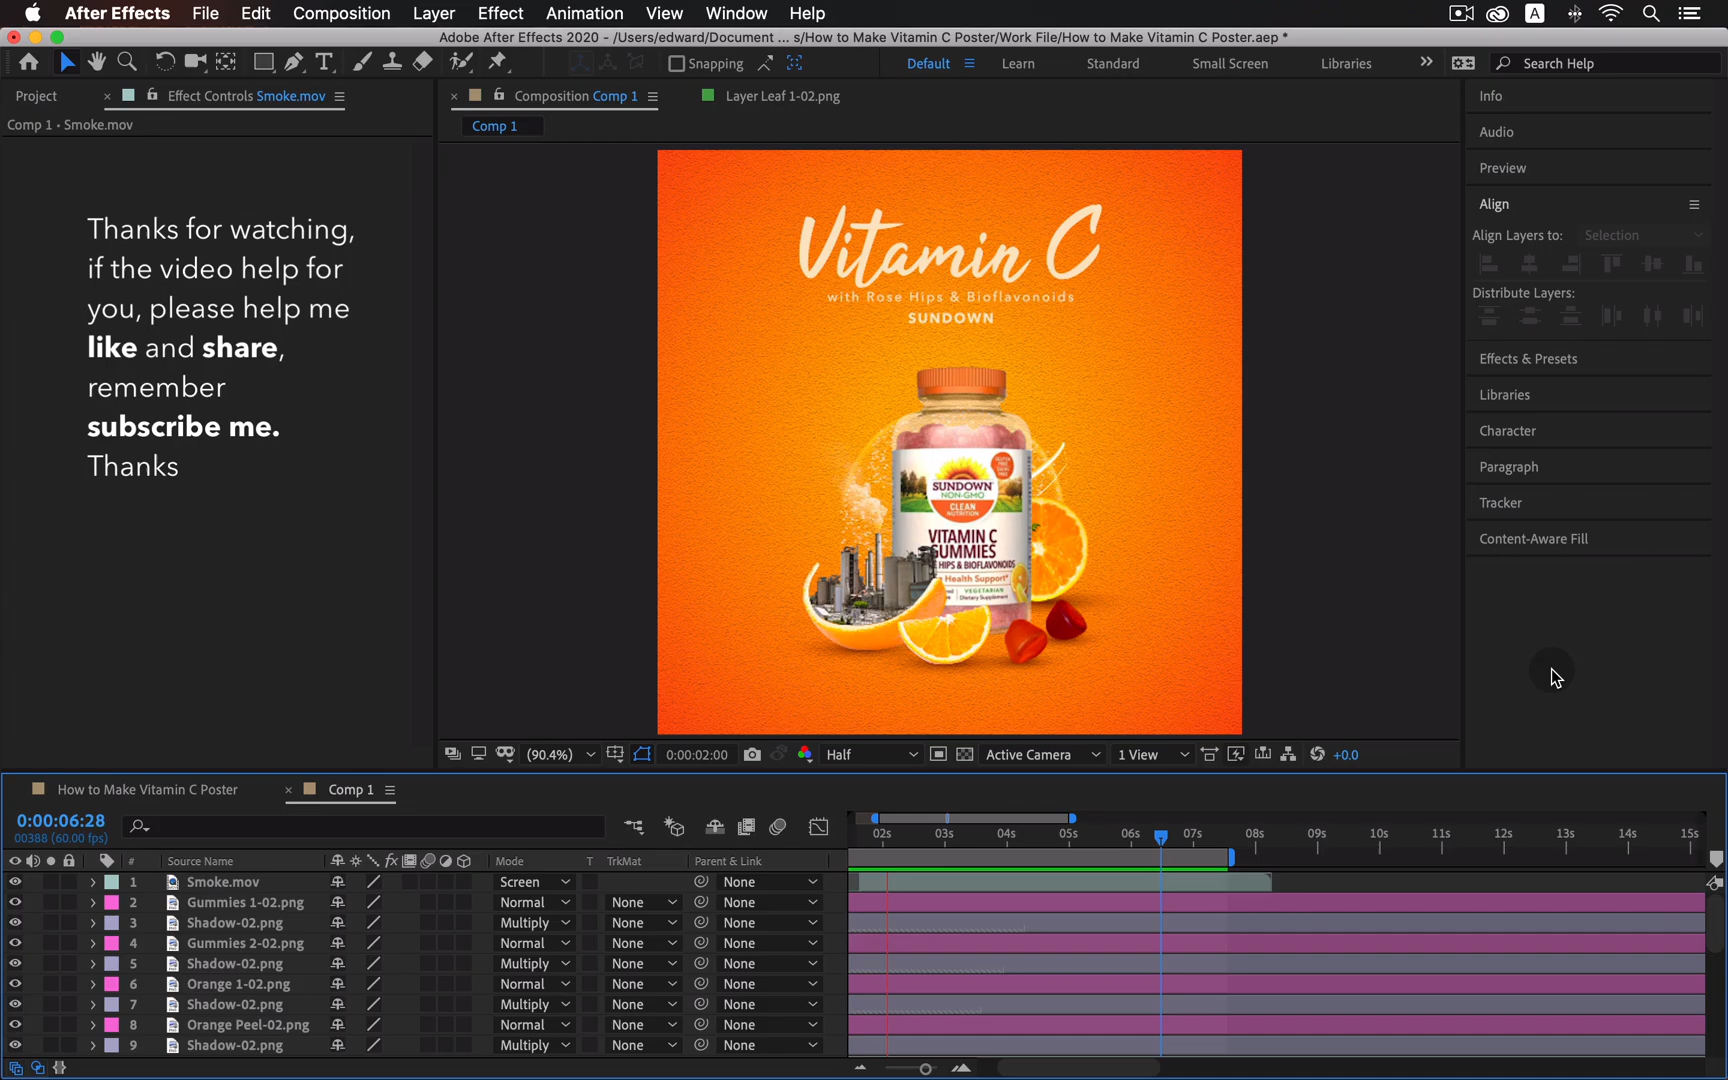 After Effects File Edit Composition Layer Effect Animation View Window Help A
Adobe After Effects 2020 - /Users/edward/Document ... s/How to Make Vitamin C Poster/Work File/How to Make Vitamin C Poster.aep *
Snapping Default Learn Standard Small Screen Libraries Search Help
Project Effect Controls Smoke.mov Composition Comp 1 Layer Leaf 1-02.png
Comp 1 • Smoke.mov
Comp 1
Thanks for watching,
if the video help for
you, please help me
like and share,
remember
subscribe me.
Thanks
Vitamin C
with Rose Hips & Bioflavonoids
SUNDOWN
SUNDOWN
NON-GMO
CLEAN
NUTRITION
VITAMIN C
GUMMIES
HIPS & BIOFLAVONOIDS
Health Support*
VEGETARIAN
Dietary Supplement
Info
Audio
Preview
Align
Align Layers to: Selection
Distribute Layers:
Effects & Presets
Libraries
Character
Paragraph
Tracker
Content-Aware Fill
(90.4%) 0:00:02:00 Half Active Camera 1 View +0.0
How to Make Vitamin C Poster Comp 1
0:00:06:28
00388 (60.00 fps)
02s 03s 04s 05s 06s 07s 08s 09s 10s 11s 12s 13s 14s 15s
# Source Name fx Mode T TrkMat Parent & Link
1 Smoke.mov Screen None
2 Gummies 1-02.png Normal None None
3 Shadow-02.png Multiply None None
4 Gummies 2-02.png Normal None None
5 Shadow-02.png Multiply None None
6 Orange 1-02.png Normal None None
7 Shadow-02.png Multiply None None
8 Orange Peel-02.png Normal None None
9 Shadow-02.png Multiply None None